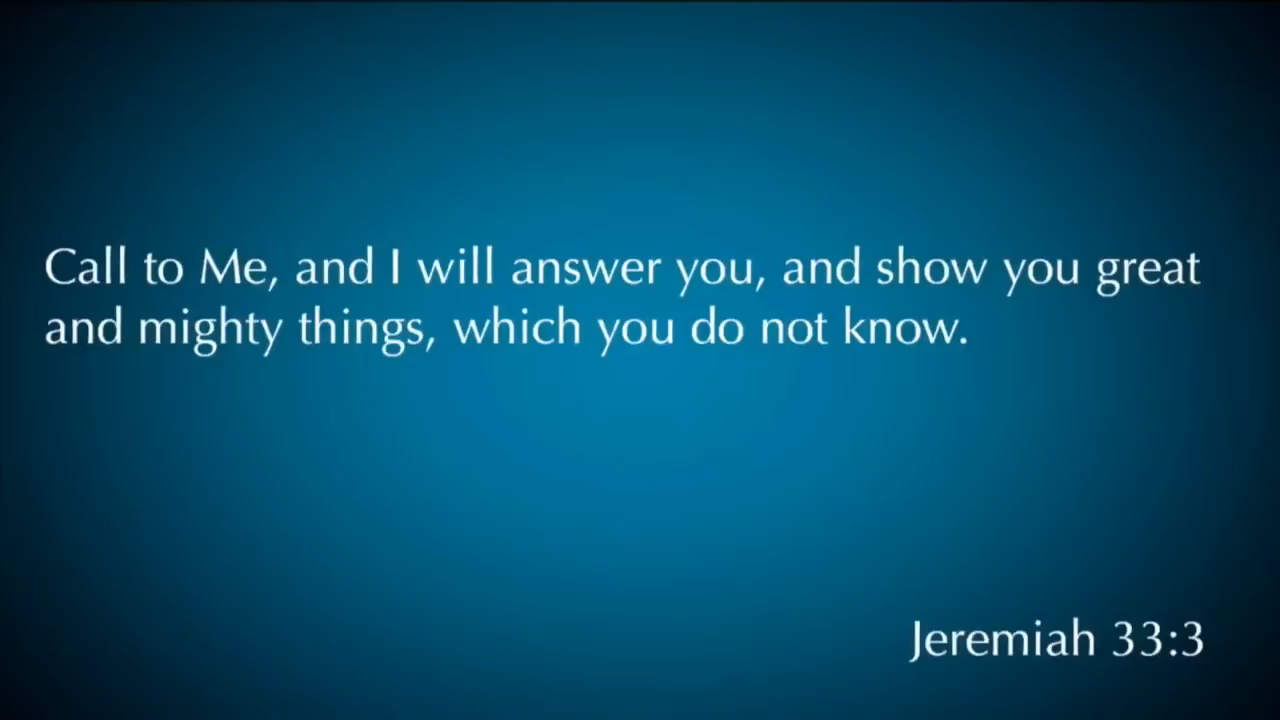 Call to Me, and I will answer you, and show you great
and mighty things, which you do not know.
Jeremiah 33:3